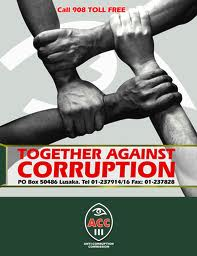 Call 908 TOLL FREE
TOGETHER AGAINST
CORRUPTION
PO Box 50486 Lusaka, Tel 01-237914/16 Fax: 01-237828
ACC
ANTI-CORRUPTION
COMMISSION